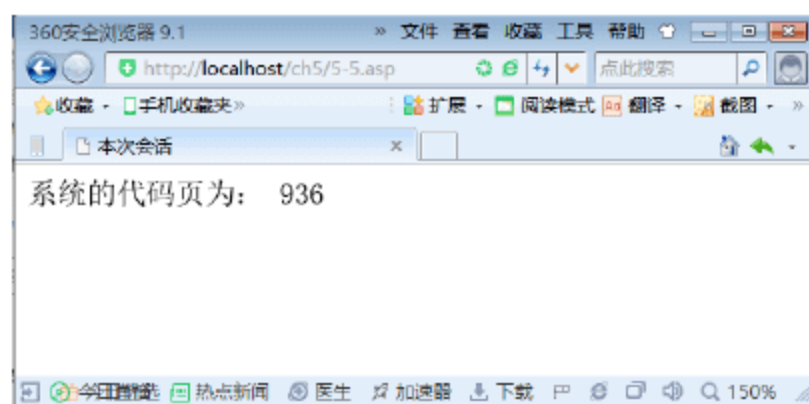 360安全浏览器 9.1 » 文件 查看 收藏 工具 帮助
http://localhost/ch5/5-5.asp 点此搜索
收藏 手机收藏夹 » 扩展 阅读模式 翻译 截图 »
本次会话 ×
系统的代码页为： 936
热点新闻 医生 加速器 下载 150%